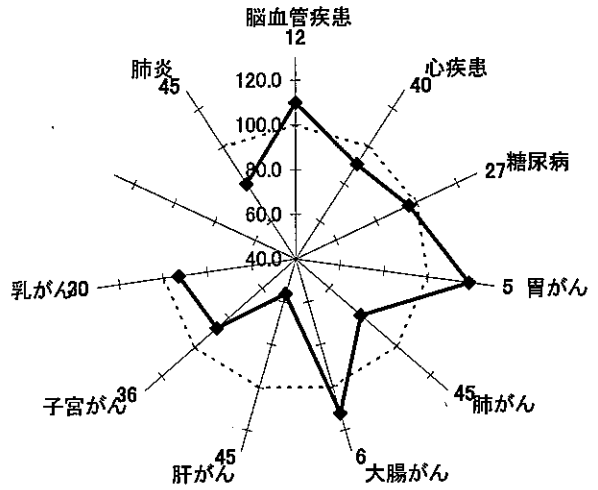 脳血管疾患
12
肺炎
45
心疾患
40
120.0
100.0
80.0
60.0
40.0
27 糖尿病
5 胃がん
45 肺がん
6
大腸がん
45
肝がん
36
子宮がん
乳がん 30